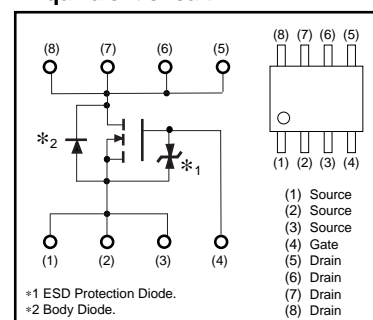 (8) (7) (6) (5)
∗2
∗1
(1) (2) (3) (4)
∗1 ESD Protection Diode.
∗2 Body Diode.
(8) (7) (6) (5)
(1) (2) (3) (4)
(1) Source
(2) Source
(3) Source
(4) Gate
(5) Drain
(6) Drain
(7) Drain
(8) Drain